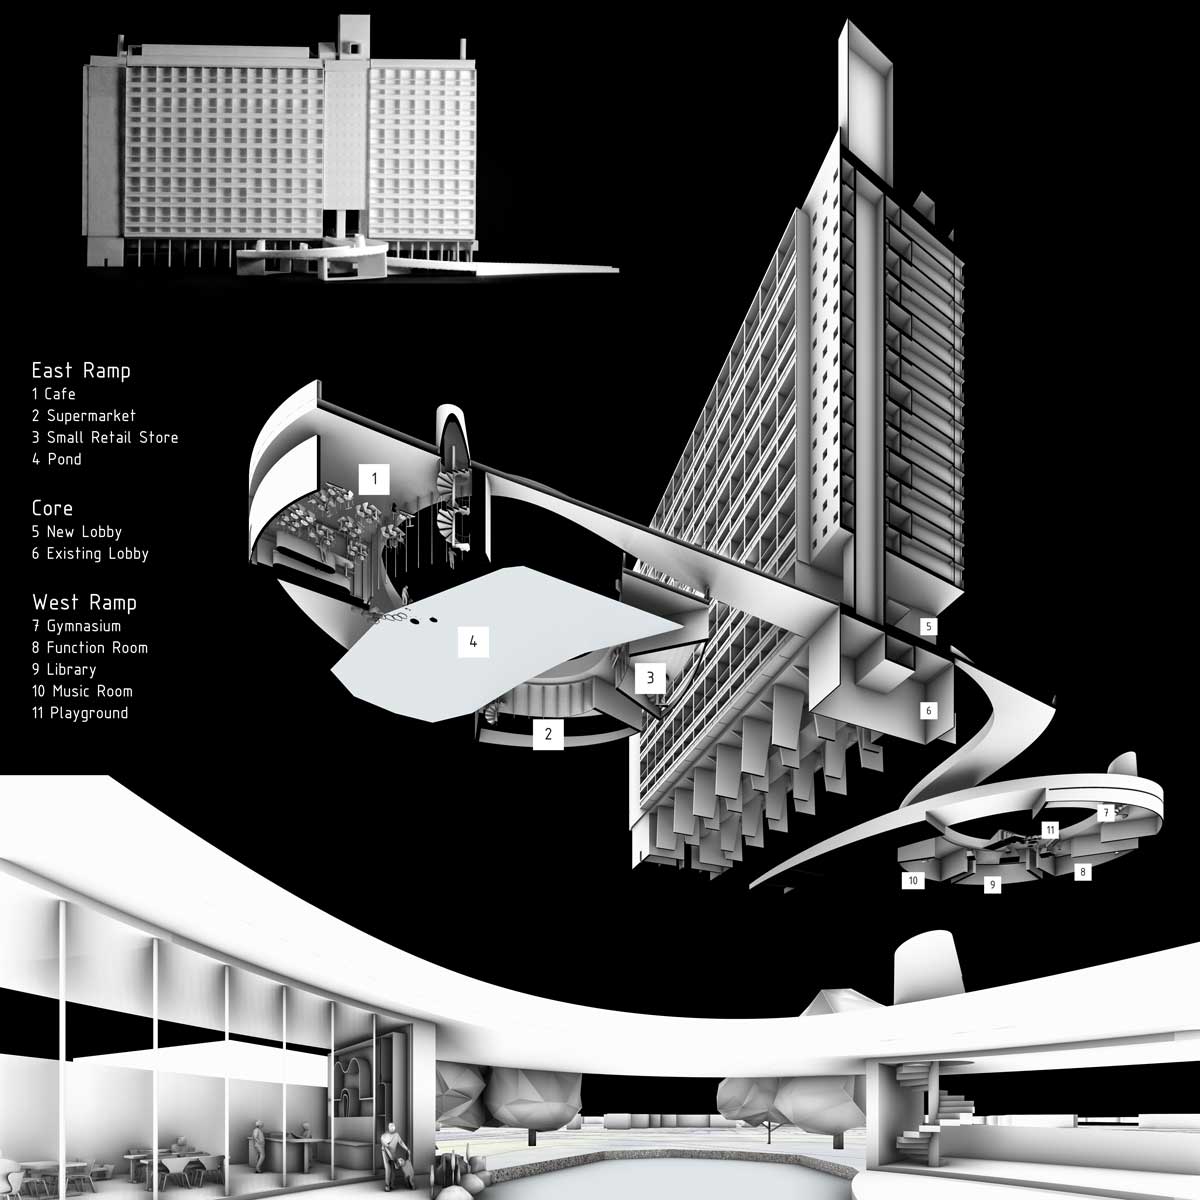 East Ramp
1 Cafe
2 Supermarket
3 Small Retail Store
4 Pond
Core
5 New Lobby
6 Existing Lobby
West Ramp
7 Gymnasium
8 Function Room
9 Library
10 Music Room
11 Playground
1
5
4
3
6
2
7
11
8
10
9